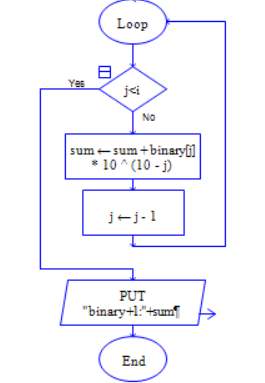 Loop
Yes
j<i
No
sum ← sum + binary[j]
* 10 ^ (10 - j)
j ← j - 1
PUT
"binary+1:"+sum¶
End